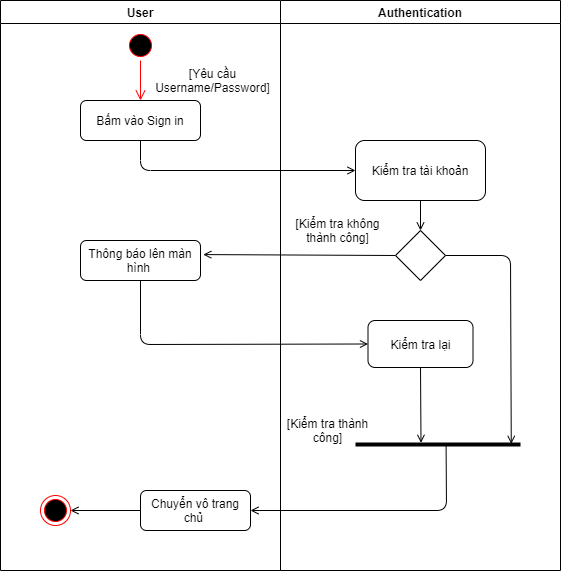 User
Authentication
[Yêu cầu
Username/Password]
Bấm vào Sign in
Kiểm tra tài khoản
[Kiểm tra không
thành công]
Thông báo lên màn
hình
Kiểm tra lại
[Kiểm tra thành
công]
Chuyển vô trang
chủ